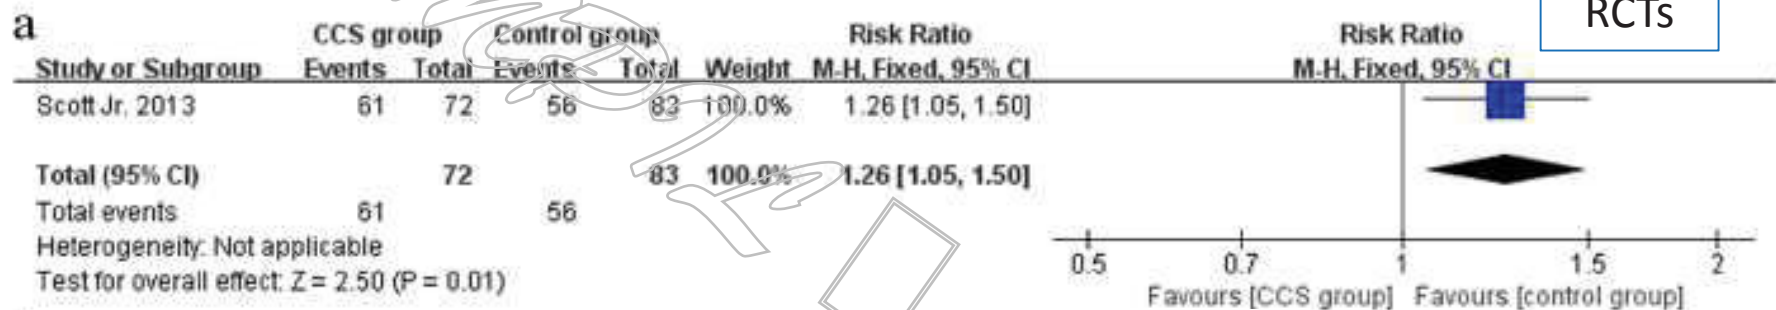 a
RCTs
CCS group Control group Risk Ratio Risk Ratio
Study or Subgroup Events Total Events Total Weight M-H, Fixed, 95% CI M-H, Fixed, 95% CI
Scott Jr, 2013 61 72 56 83 100.0% 1.26 [1.05, 1.50]
Total (95% CI) 72 83 100.0% 1.26 [1.05, 1.50]
Total events 61 56
Heterogeneity: Not applicable
Test for overall effect: Z = 2.50 (P = 0.01)
0.5 0.7 1 1.5 2
Favours [CCS group] Favours [control group]